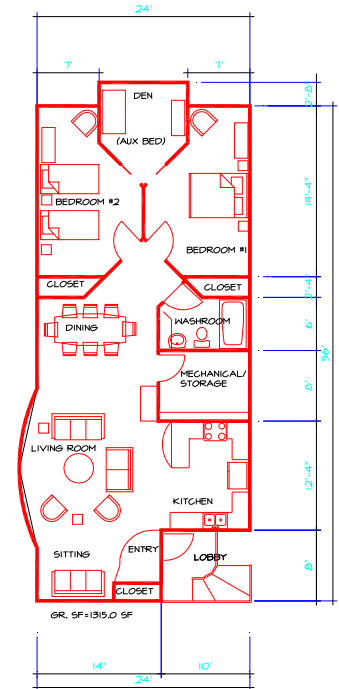 24'
7'
7'
2'-8"
DEN
(AUX BED)
19'-4"
BEDROOM #2
BEDROOM #1
CLOSET
CLOSET
2'-4"
DINING
WASHROOM
6'
58'
MECHANICAL/
STORAGE
8'
LIVING ROOM
12'-4"
KITCHEN
SITTING
ENTRY
LOBBY
8'
CLOSET
GR. SF=1315.0 SF
14'
10'
24'